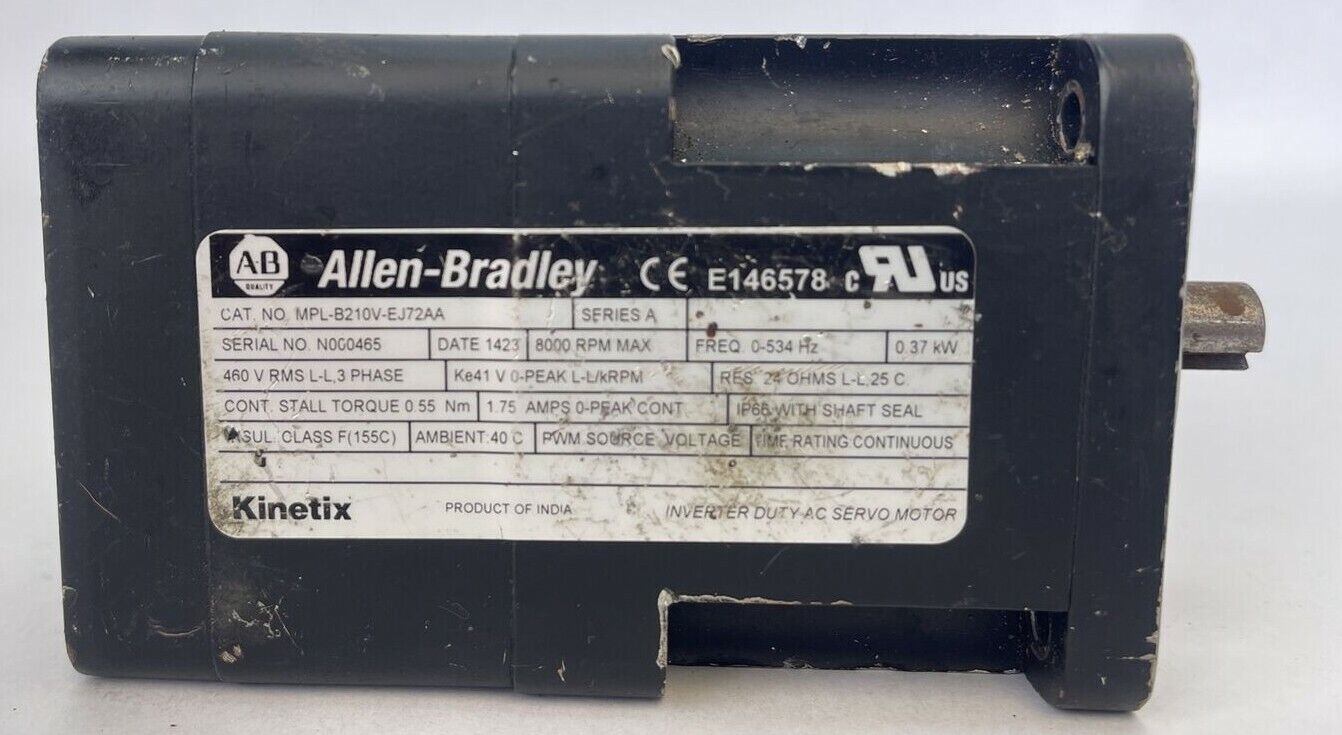 A-B QUALITY Allen-Bradley CE E146578 c RU US
CAT. NO. MPL-B210V-EJ72AA SERIES A
SERIAL NO. N000465 DATE 1423 8000 RPM MAX FREQ. 0-534 Hz 0.37 kW
460 V RMS L-L,3 PHASE Ke41 V 0-PEAK L-L/kRPM RES. 24 OHMS L-L,25 C.
CONT. STALL TORQUE 0.55 Nm 1.75 AMPS 0-PEAK CONT. IP66 WITH SHAFT SEAL
INSUL. CLASS F(155C) AMBIENT:40 C PWM SOURCE VOLTAGE TIME RATING CONTINUOUS
Kinetix PRODUCT OF INDIA INVERTER DUTY AC SERVO MOTOR